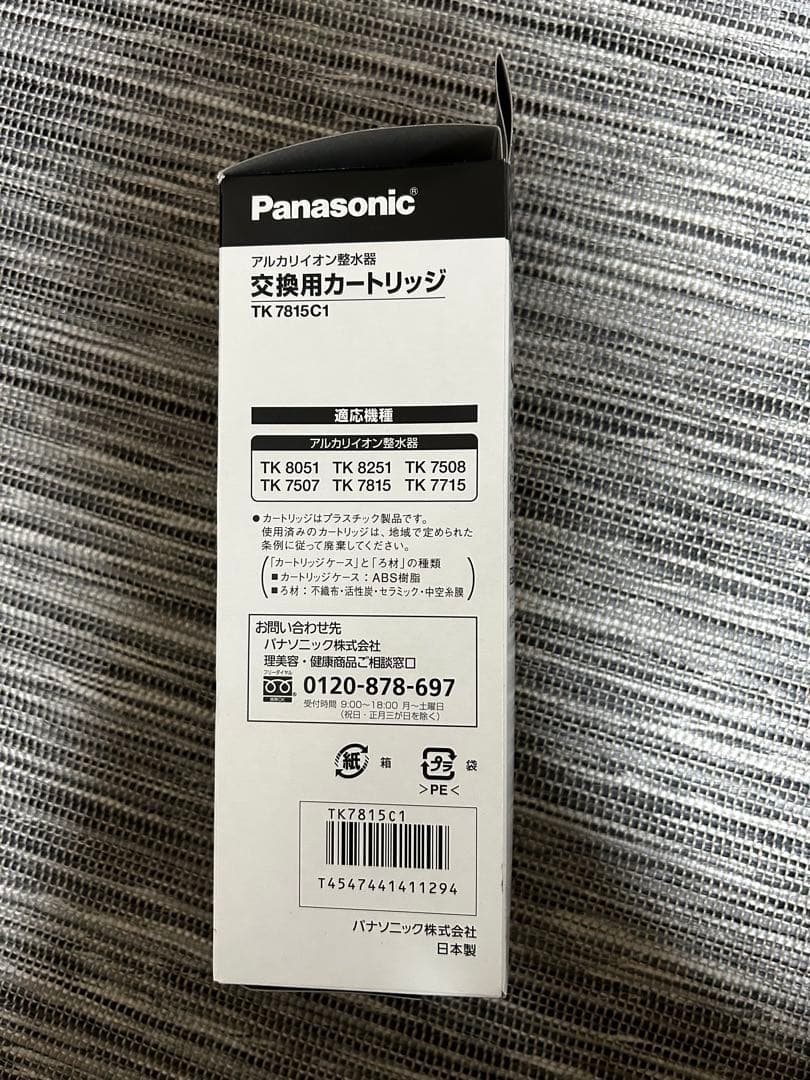 Panasonic®
アルカリイオン整水器
交換用カートリッジ
TK 7815C1
適応機種
アルカリイオン整水器
TK 8051 TK 8251 TK 7508
TK 7507 TK 7815 TK 7715
●カートリッジはプラスチック製品です。
使用済みのカートリッジは、地域で定められた
条例に従って廃棄してください。
「カートリッジケース」と「ろ材」の種類
■カートリッジケース：ABS樹脂
■ろ材：不織布・活性炭・セラミック・中空糸膜
お問い合わせ先
パナソニック株式会社
理美容・健康商品ご相談窓口
フリーダイヤル
0120-878-697
受付時間 9:00～18:00 月～土曜日
（祝日・正月三が日を除く）
紙 箱
プラ 袋
>PE<
TK7815C1
T4547441411294
パナソニック株式会社
日本製